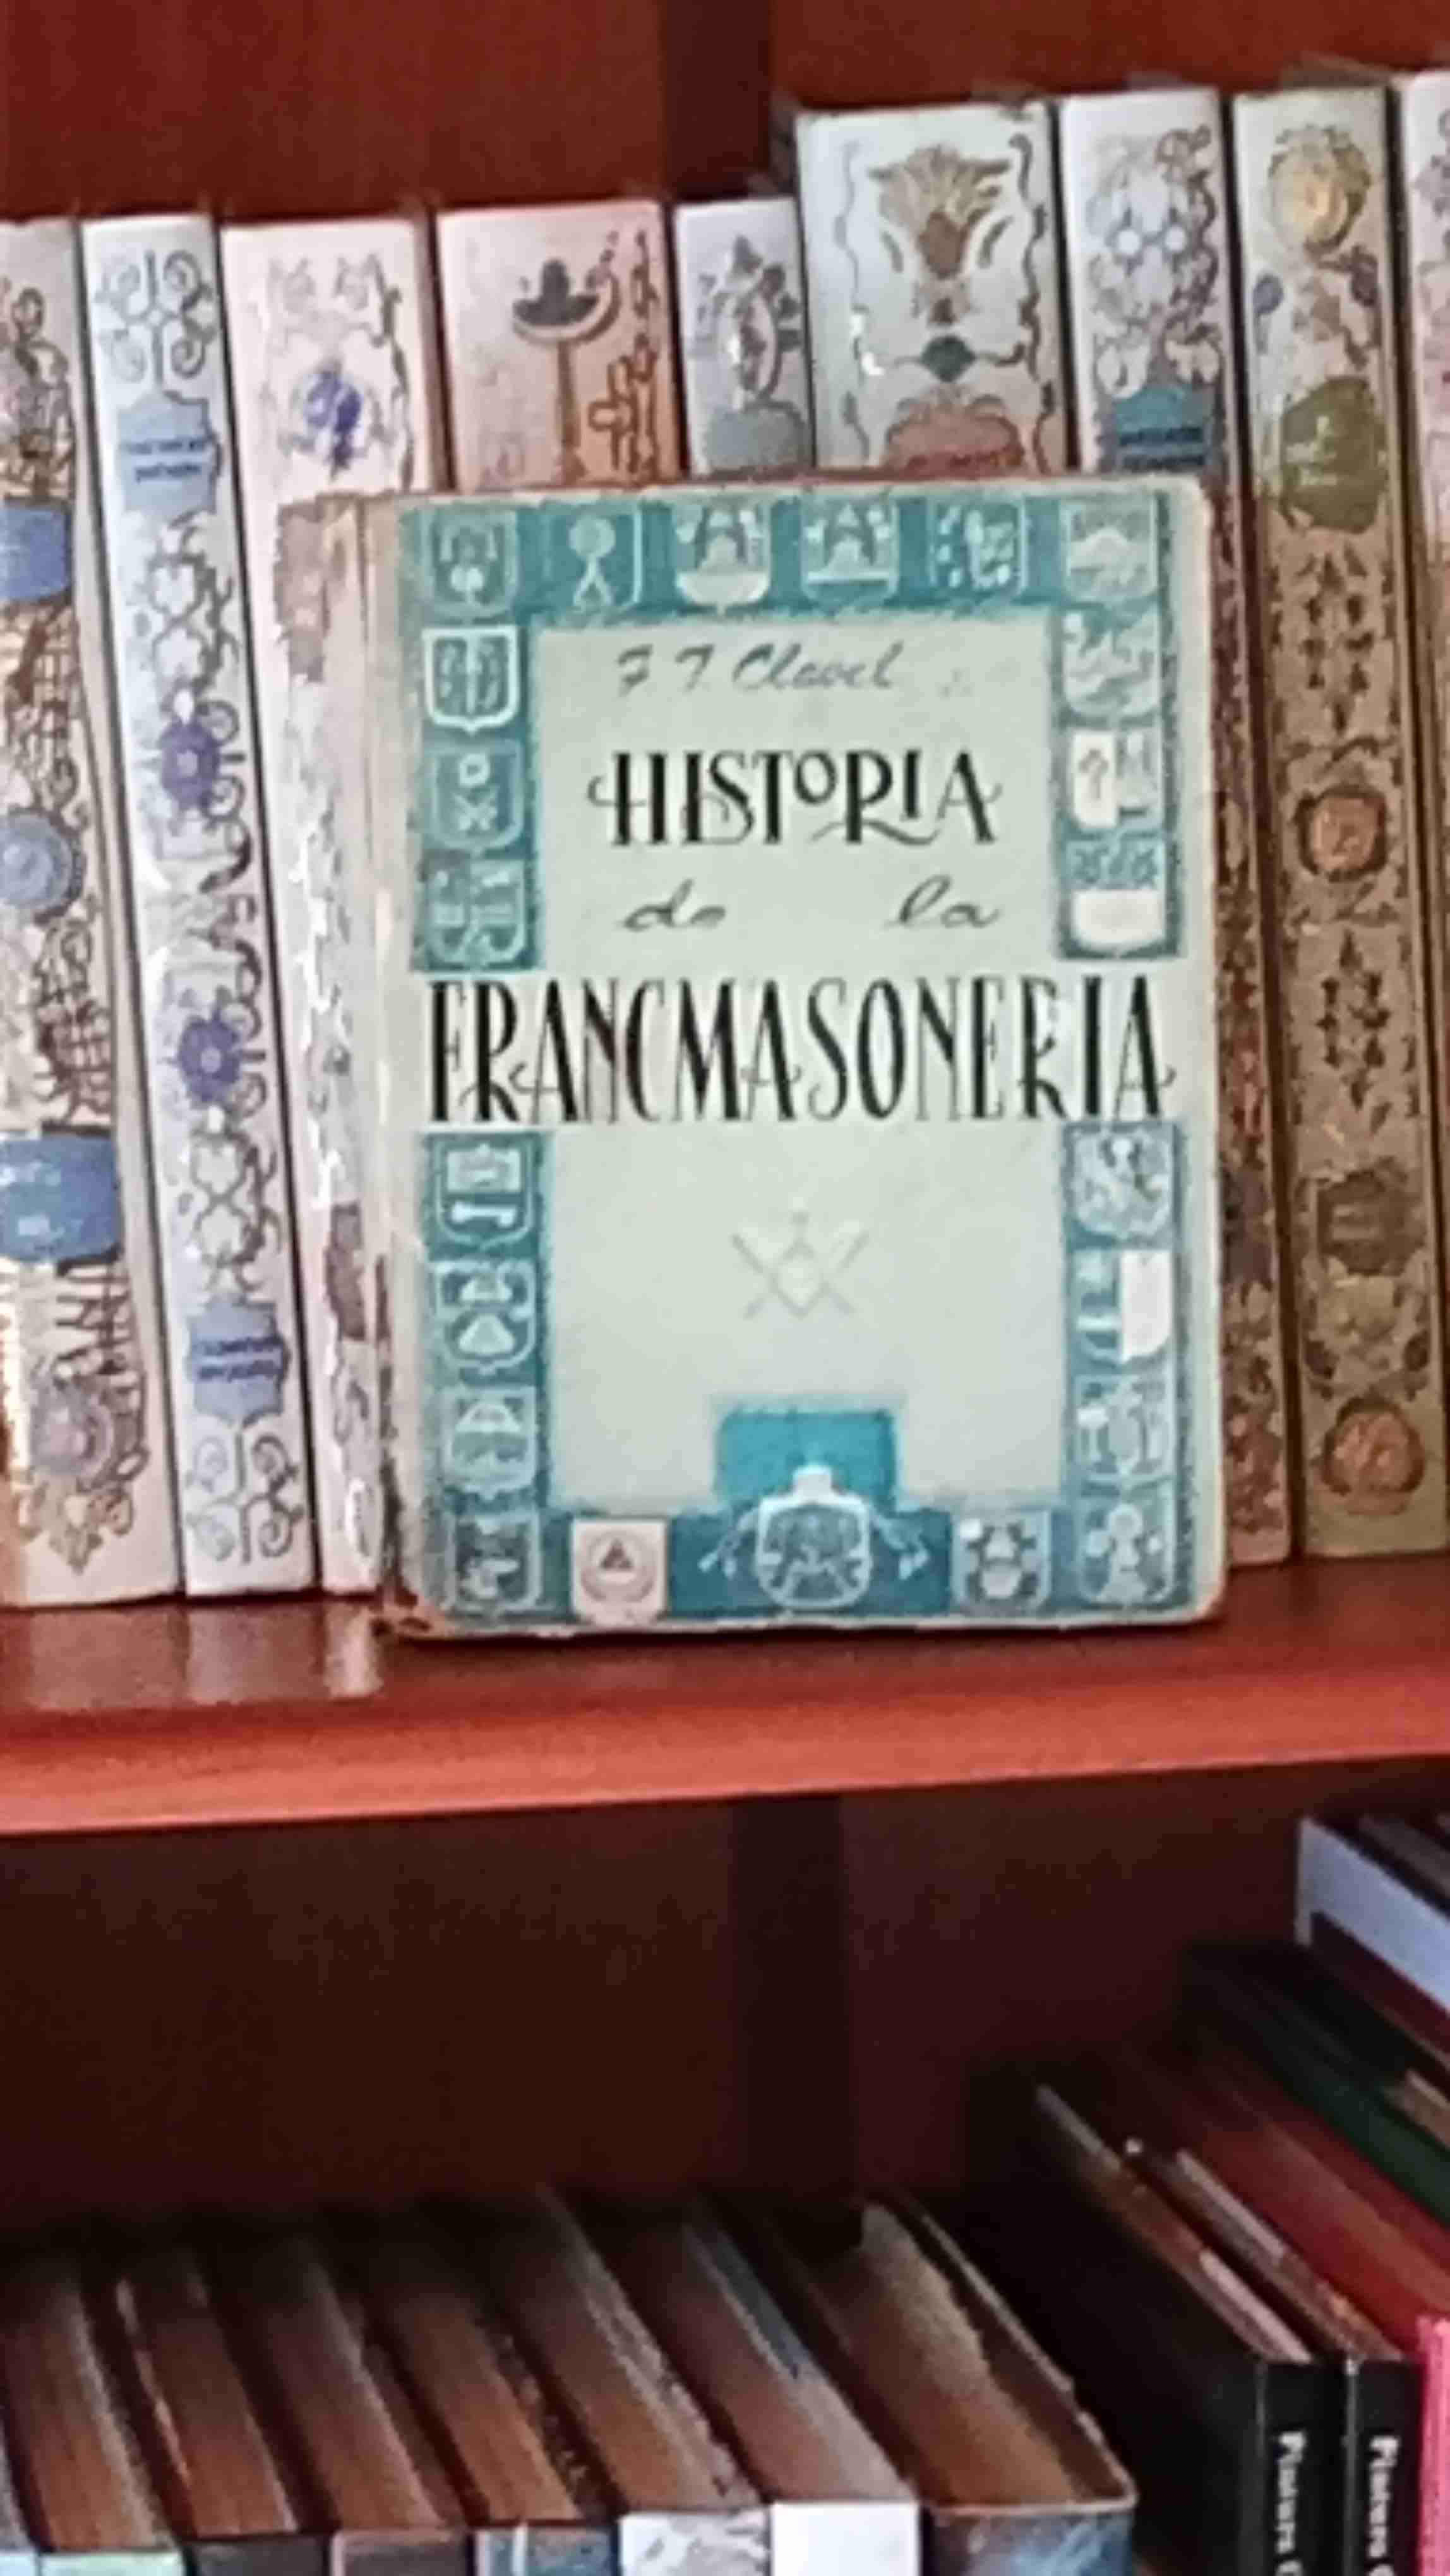 F T. Clavel
HISTORIA
de la
FRANCMASONERIA